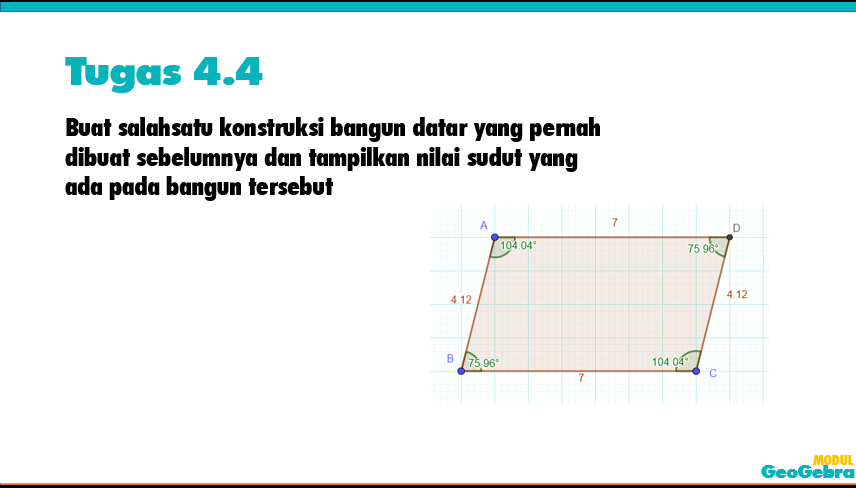 Tugas 4.4
Buat salahsatu konstruksi bangun datar yang pernah
dibuat sebelumnya dan tampilkan nilai sudut yang
ada pada bangun tersebut
A
7
D
104.04°
75.96°
4.12
4.12
B
75.96°
104.04°
7
C
MODUL
GeoGebra